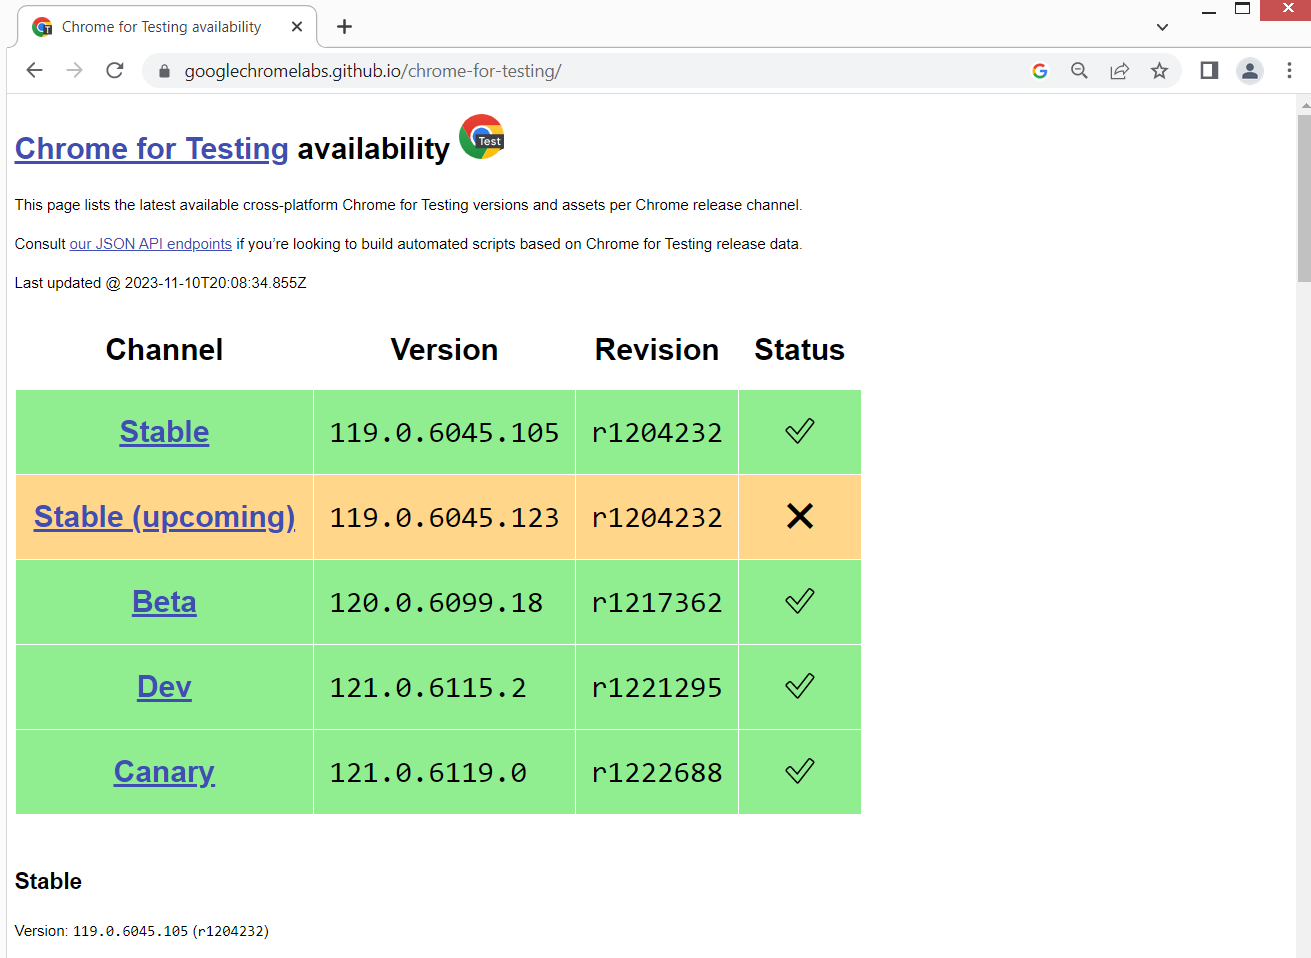 Chrome for Testing availability
googlechromelabs.github.io/chrome-for-testing/
Chrome for Testing availability Test
This page lists the latest available cross-platform Chrome for Testing versions and assets per Chrome release channel.
Consult our JSON API endpoints if you’re looking to build automated scripts based on Chrome for Testing release data.
Last updated @ 2023-11-10T20:08:34.855Z
Channel Version Revision Status
Stable 119.0.6045.105 r1204232 ✅
Stable (upcoming) 119.0.6045.123 r1204232 ❌
Beta 120.0.6099.18 r1217362 ✅
Dev 121.0.6115.2 r1221295 ✅
Canary 121.0.6119.0 r1222688 ✅
Stable
Version: 119.0.6045.105 (r1204232)